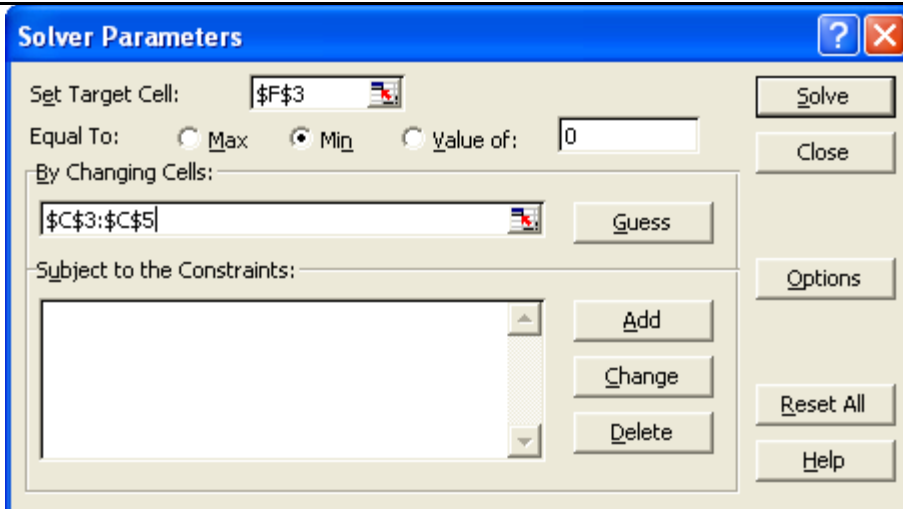 Solver Parameters
?
Set Target Cell: $F$3 Solve
Equal To: Max Min Value of: 0 Close
By Changing Cells:
$C$3:$C$5 Guess
Subject to the Constraints: Options
Add
Change
Reset All
Delete
Help